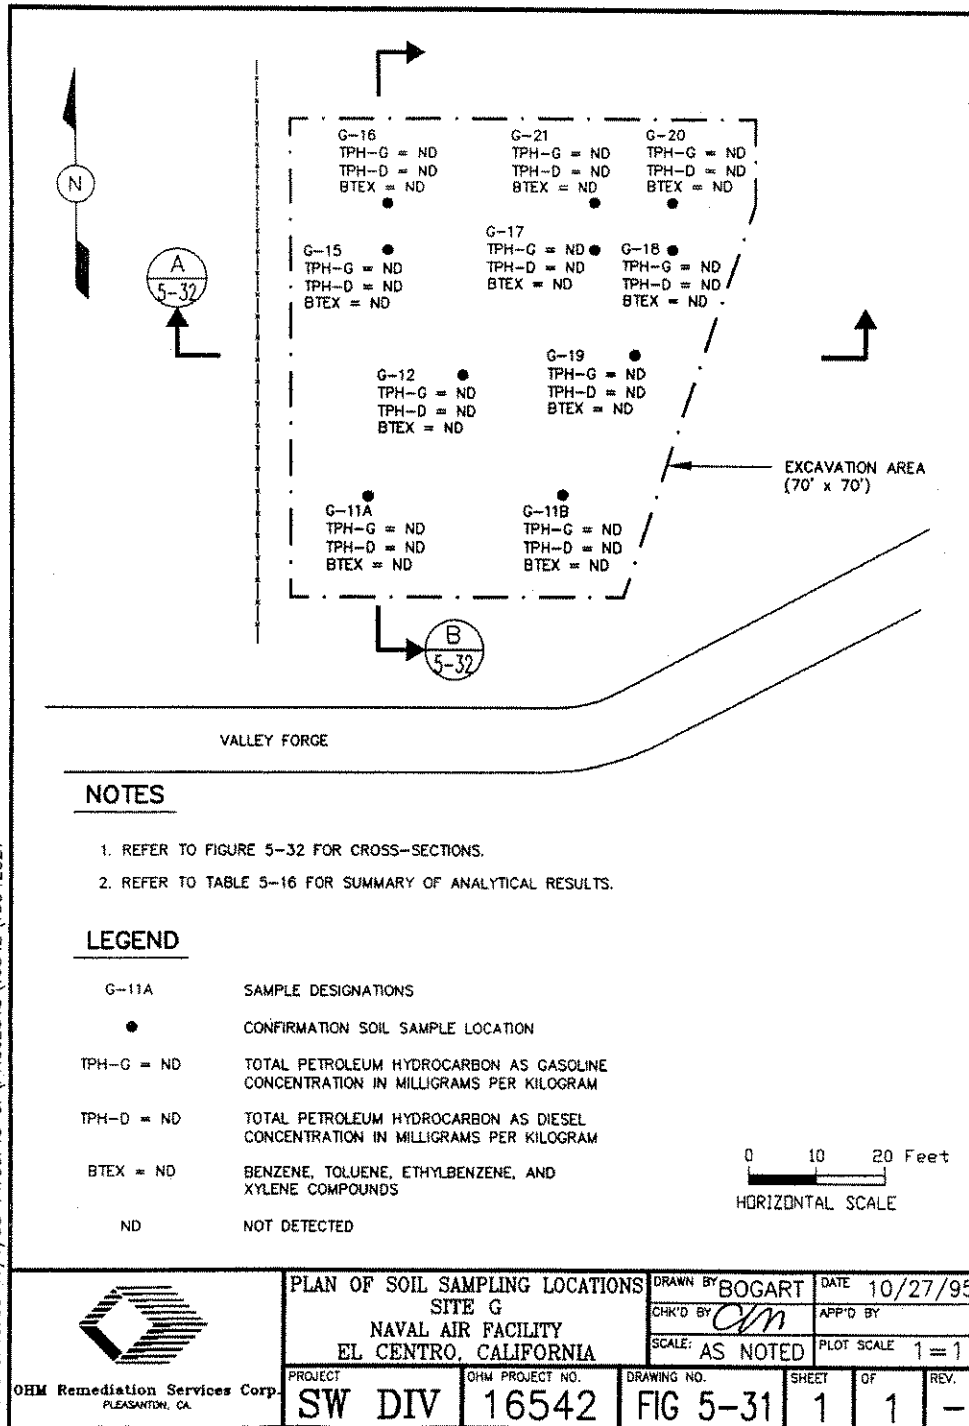 N
A
5-32
G-16
TPH-G = ND
TPH-D = ND
BTEX = ND
G-21
TPH-G = ND
TPH-D = ND
BTEX = ND
G-20
TPH-G = ND
TPH-D = ND
BTEX = ND
G-15
TPH-G = ND
TPH-D = ND
BTEX = ND
G-17
TPH-G = ND
TPH-D = ND
BTEX = ND
G-18
TPH-G = ND
TPH-D = ND
BTEX = ND
G-12
TPH-G = ND
TPH-D = ND
BTEX = ND
G-19
TPH-G = ND
TPH-D = ND
BTEX = ND
EXCAVATION AREA
(70' x 70')
G-11A
TPH-G = ND
TPH-D = ND
BTEX = ND
G-11B
TPH-G = ND
TPH-D = ND
BTEX = ND
B
5-32
VALLEY FORGE
NOTES
1. REFER TO FIGURE 5-32 FOR CROSS-SECTIONS.
2. REFER TO TABLE 5-16 FOR SUMMARY OF ANALYTICAL RESULTS.
LEGEND
G-11A SAMPLE DESIGNATIONS
CONFIRMATION SOIL SAMPLE LOCATION
TPH-G = ND TOTAL PETROLEUM HYDROCARBON AS GASOLINE
CONCENTRATION IN MILLIGRAMS PER KILOGRAM
TPH-D = ND TOTAL PETROLEUM HYDROCARBON AS DIESEL
CONCENTRATION IN MILLIGRAMS PER KILOGRAM
BTEX = ND BENZENE, TOLUENE, ETHYLBENZENE, AND
XYLENE COMPOUNDS
ND NOT DETECTED
0 10 20 Feet
HORIZONTAL SCALE
OHM Remediation Services Corp.
PLEASANTON, CA.
PLAN OF SOIL SAMPLING LOCATIONS
SITE G
NAVAL AIR FACILITY
EL CENTRO, CALIFORNIA
DRAWN BY BOGART
DATE 10/27/95
CHK'D BY
APP'D BY
SCALE: AS NOTED
PLOT SCALE 1=1
PROJECT SW DIV
OHM PROJECT NO. 16542
DRAWING NO. FIG 5-31
SHEET 1
OF 1
REV. -